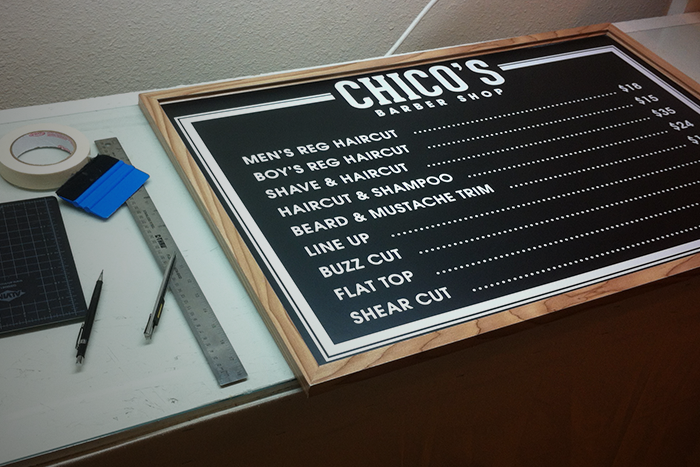 CHICO'S
BARBER SHOP
MEN'S REG HAIRCUT $18
BOY'S REG HAIRCUT $15
SHAVE & HAIRCUT $35
HAIRCUT & SHAMPOO $24
BEARD & MUSTACHE TRIM
LINE UP
BUZZ CUT
FLAT TOP
SHEAR CUT